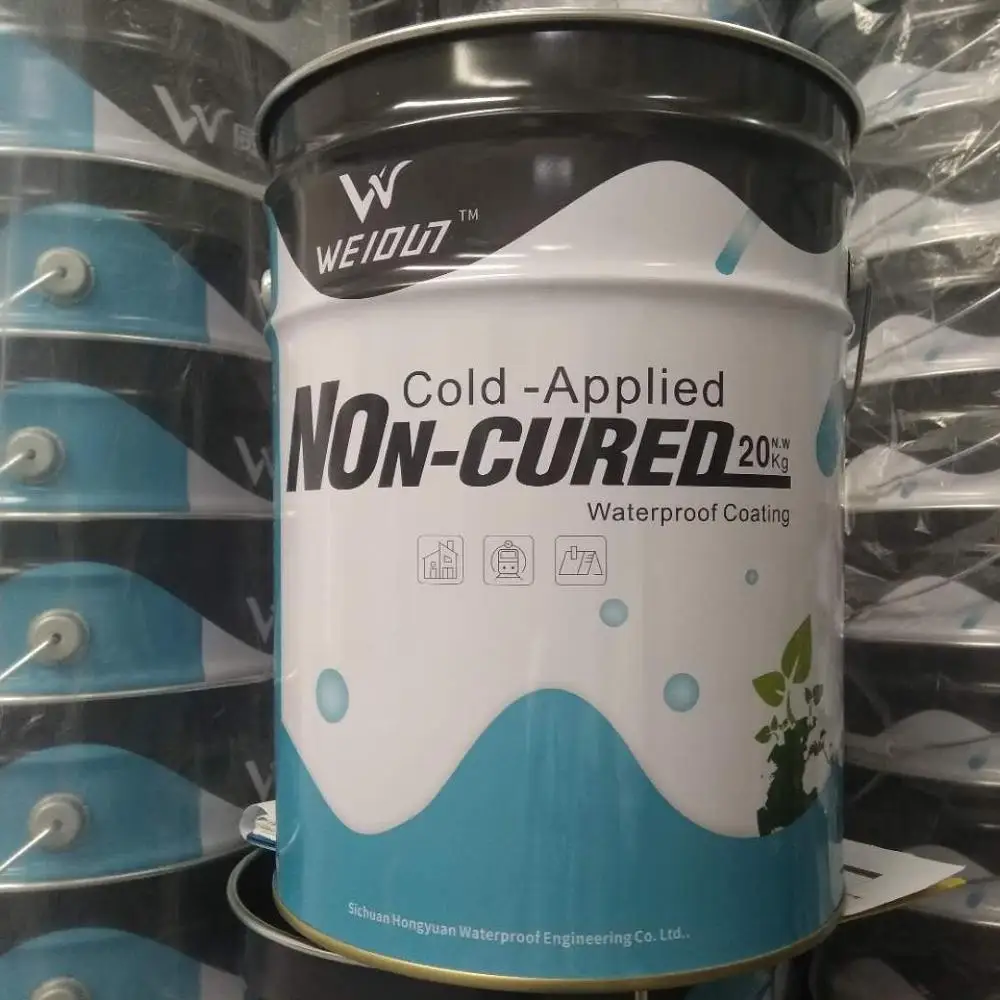 W
WEIDUN™
Cold -Applied
NON-CURED 20 N.W Kg
Waterproof Coating
Sichuan Hongyuan Waterproof Engineering Co. Ltd..